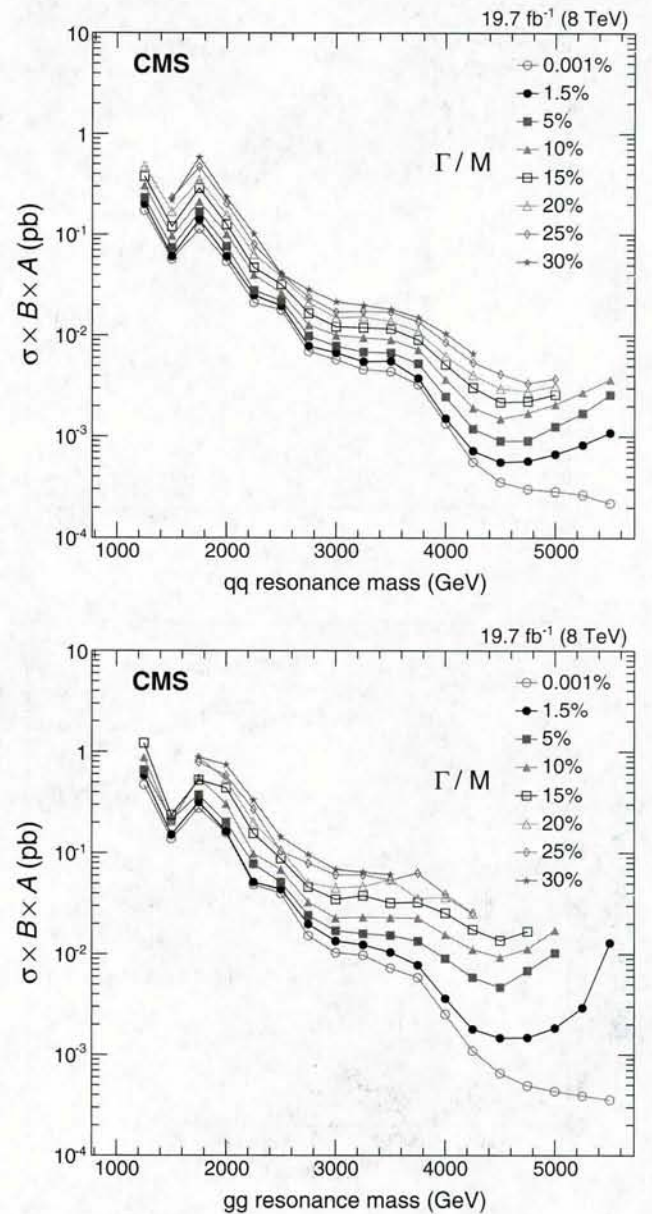 19.7 fb⁻¹ (8 TeV)
10
CMS
0.001%
1.5%
5%
1
10%
Γ / M
15%
20%
25%
10⁻¹
30%
σ × B × A (pb)
10⁻²
10⁻³
10⁻⁴
1000 2000 3000 4000 5000
qq resonance mass (GeV)
19.7 fb⁻¹ (8 TeV)
10
CMS
0.001%
1.5%
5%
1
10%
Γ / M
15%
20%
25%
10⁻¹
30%
σ × B × A (pb)
10⁻²
10⁻³
10⁻⁴
1000 2000 3000 4000 5000
gg resonance mass (GeV)